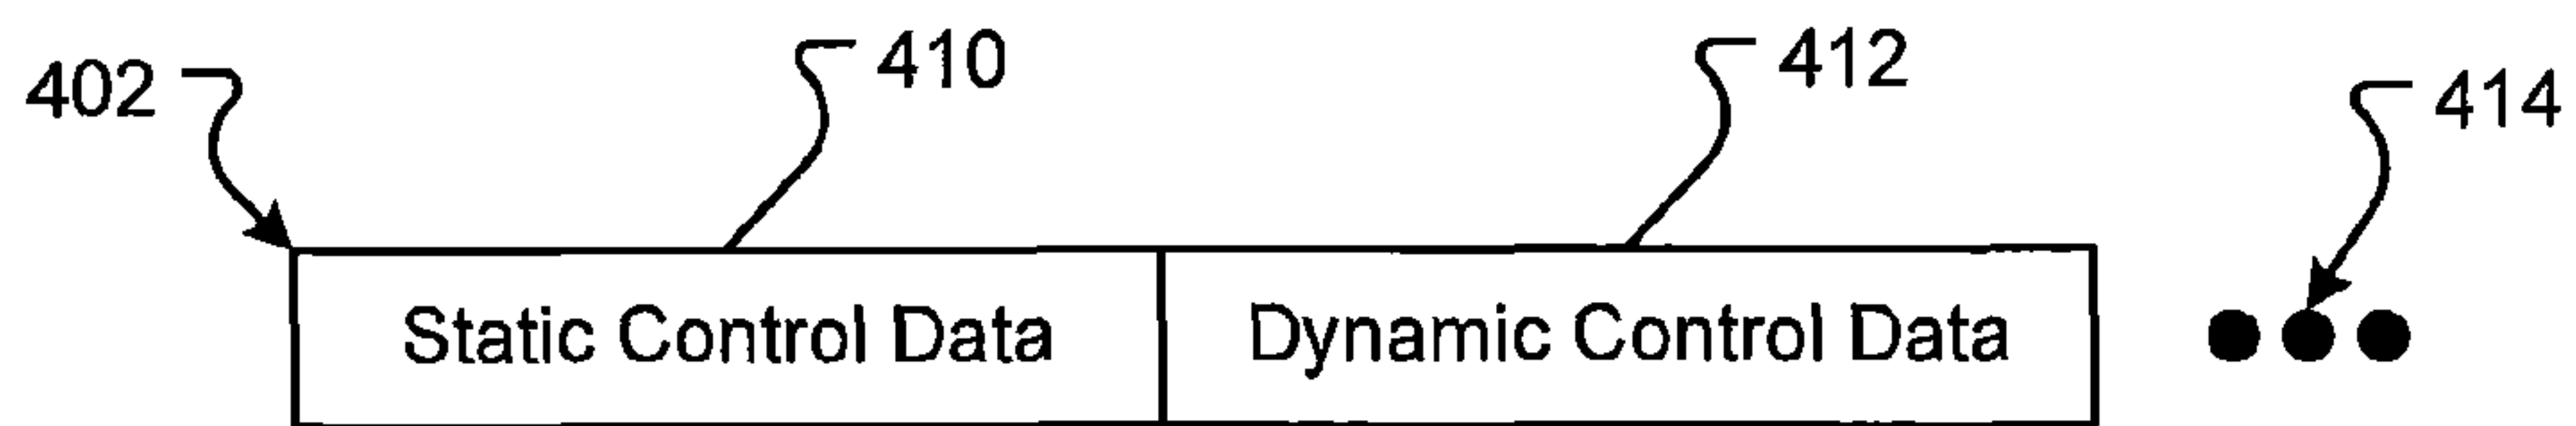 402
410
412
414
Static Control Data
Dynamic Control Data